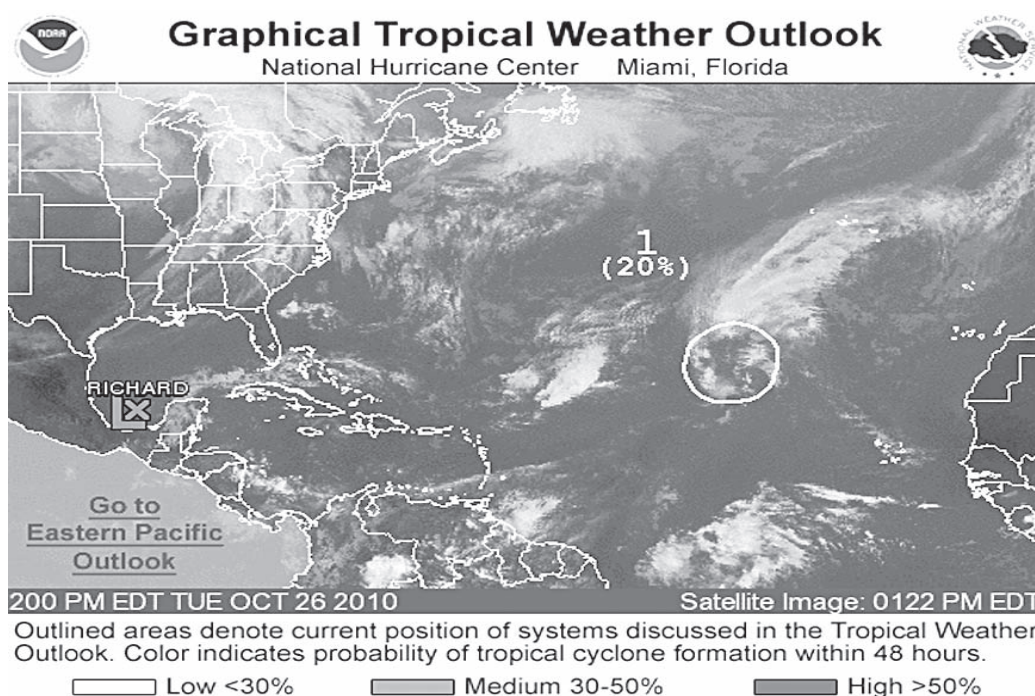 NOAA
Graphical Tropical Weather Outlook
National Hurricane Center Miami, Florida
1
(20%)
RICHARD
L X
Go to
Eastern Pacific
Outlook
200 PM EDT TUE OCT 26 2010 Satellite Image: 0122 PM EDT
Outlined areas denote current position of systems discussed in the Tropical Weather
Outlook. Color indicates probability of tropical cyclone formation within 48 hours.
Low <30% Medium 30-50% High >50%